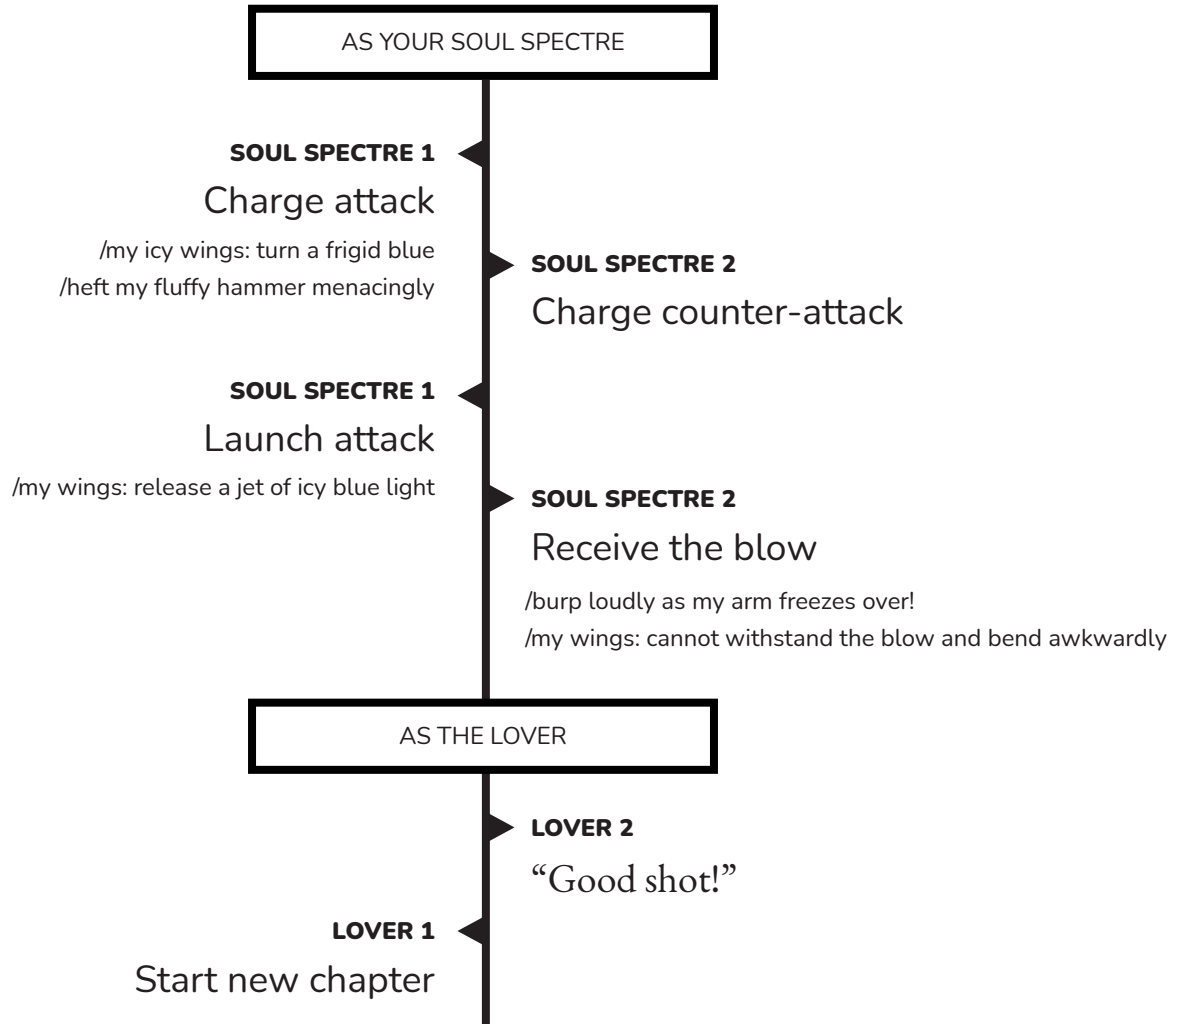 AS YOUR SOUL SPECTRE
SOUL SPECTRE 1
Charge attack
/my icy wings: turn a frigid blue
/heft my fluffy hammer menacingly
SOUL SPECTRE 2
Charge counter-attack
SOUL SPECTRE 1
Launch attack
/my wings: release a jet of icy blue light
SOUL SPECTRE 2
Receive the blow
/burp loudly as my arm freezes over!
/my wings: cannot withstand the blow and bend awkwardly
AS THE LOVER
LOVER 2
“Good shot!”
LOVER 1
Start new chapter